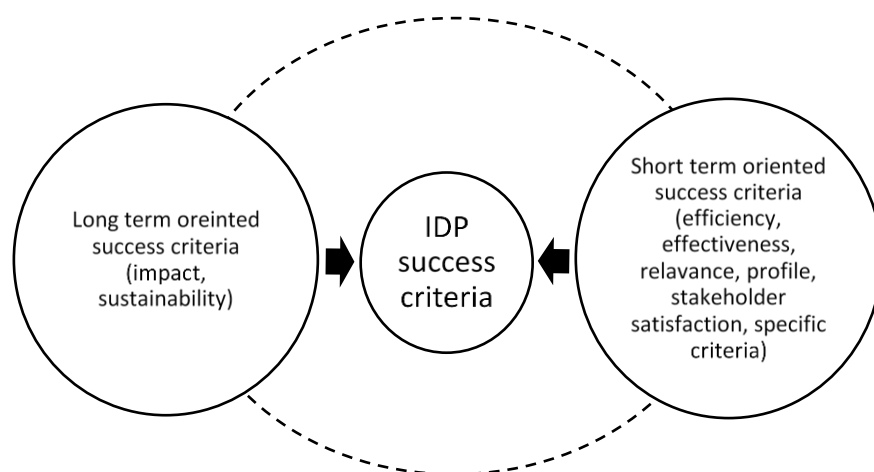 Long term oreinted
success criteria
(impact,
sustainability)
IDP
success
criteria
Short term oriented
success criteria
(efficiency,
effectiveness,
relavance, profile,
stakeholder
satisfaction, specific
criteria)